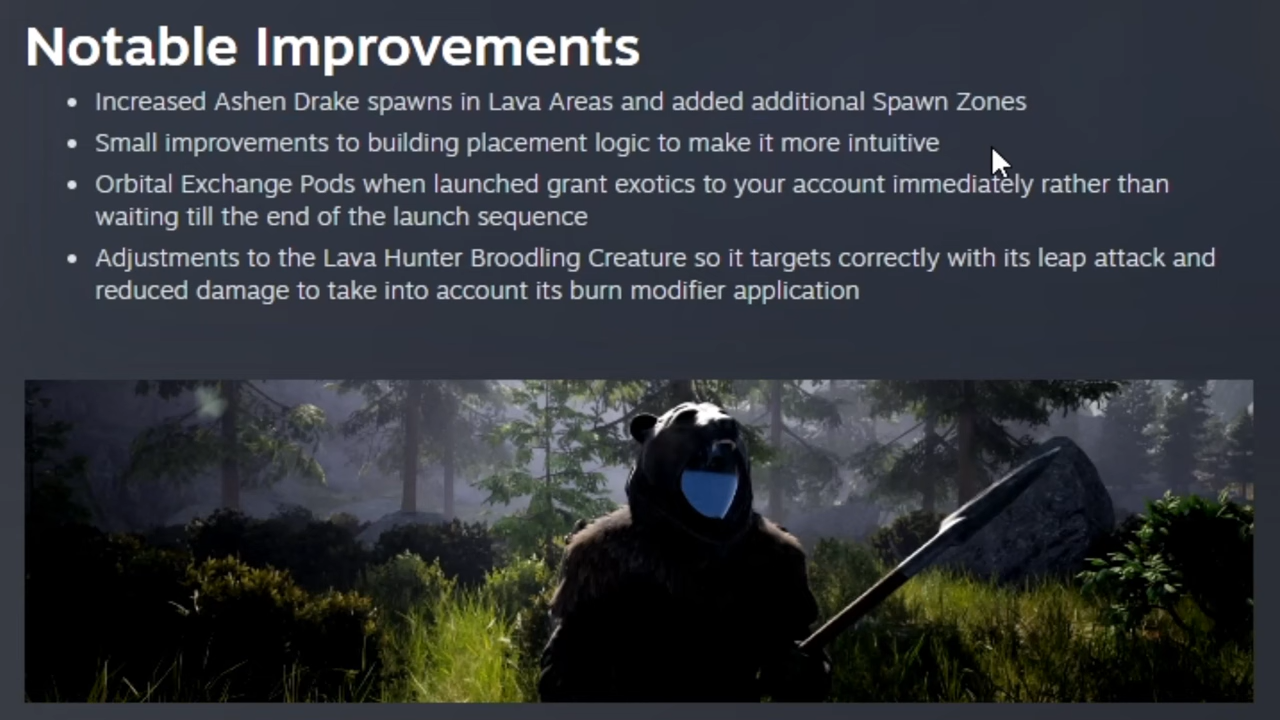 Notable Improvements
• Increased Ashen Drake spawns in Lava Areas and added additional Spawn Zones
• Small improvements to building placement logic to make it more intuitive
• Orbital Exchange Pods when launched grant exotics to your account immediately rather than
waiting till the end of the launch sequence
• Adjustments to the Lava Hunter Broodling Creature so it targets correctly with its leap attack and
reduced damage to take into account its burn modifier application